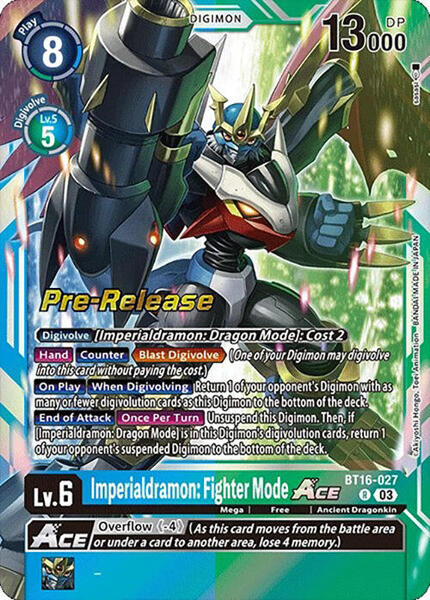 DIGIMON
Play
8
13000 DP
Digivolve
Lv.5
5
Pre-Release
Digivolve [Imperialdramon: Dragon Mode]: Cost 2
Hand Counter Blast Digivolve (One of your Digimon may digivolve
into this card without paying the cost.)
On Play When Digivolving Return 1 of your opponent's Digimon with as
many or fewer digivolution cards as this Digimon to the bottom of the deck.
End of Attack Once Per Turn Unsuspend this Digimon. Then, if
[Imperialdramon: Dragon Mode] is in this Digimon's digivolution cards, return 1
of your opponent's suspended Digimon to the bottom of the deck.
©Akiyoshi Hongo, Toei Animation BANDAI MADE IN JAPAN
Lv.6
Imperialdramon: Fighter Mode ACE
BT16-027
R 03
Mega | Free | Ancient Dragonkin
ACE Overflow《-4》(As this card moves from the battle area
or under a card to another area, lose 4 memory.)
-